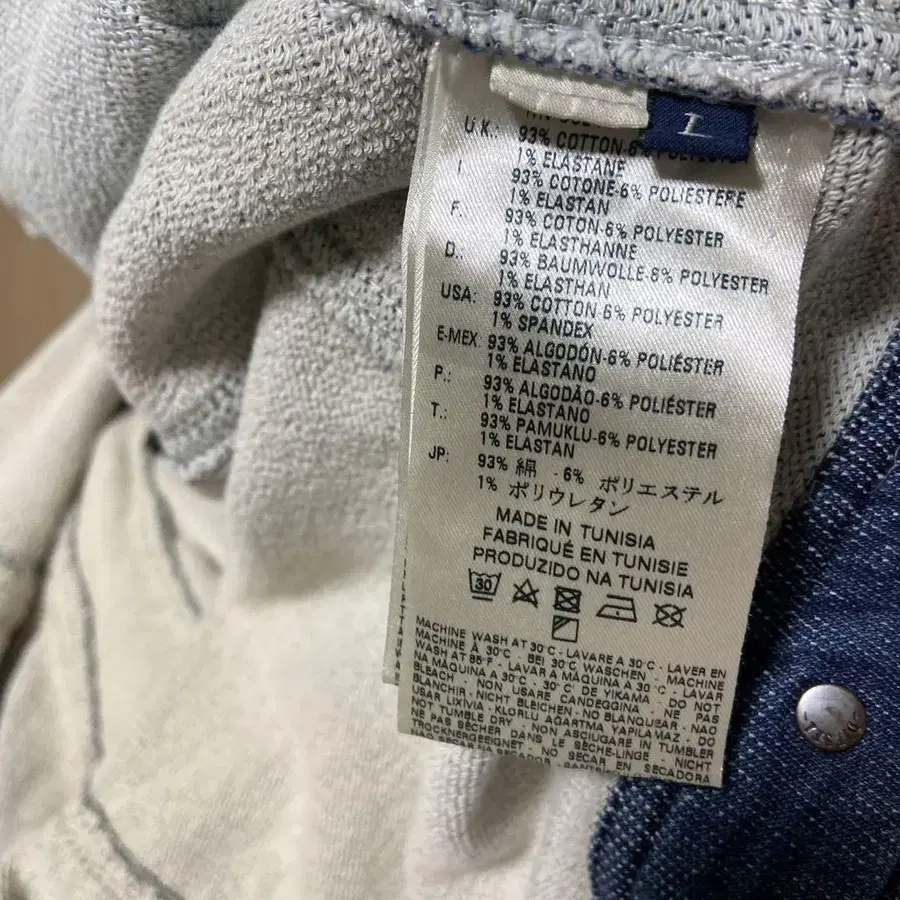 L
U.K.: 93% COTTON-6% POLYESTER
1% ELASTANE
I 93% COTONE-6% POLIESTERE
1% ELASTAN
F.: 93% COTON-6% POLYESTER
1% ELASTHANNE
D.: 93% BAUMWOLLE-6% POLYESTER
1% ELASTHAN
USA: 93% COTTON-6% POLYESTER
1% SPANDEX
E-MEX 93% ALGODÓN-6% POLIÉSTER
1% ELASTANO
P.: 93% ALGODÃO-6% POLIÉSTER
1% ELASTANO
T.: 93% PAMUKLU-6% POLYESTER
1% ELASTAN
JP: 93% 綿 -6% ポリエステル
1% ポリウレタン
MADE IN TUNISIA
FABRIQUÉ EN TUNISIE
PRODUZIDO NA TUNISIA
30
MACHINE WASH AT 30°C - LAVARE A 30°C - LAVER EN
MACHINE À 30°C - BEI 30°C WASCHEN - MACHINE
WASH AT 85°F - LAVAR A MÁQUINA A 30°C - LAVAR
NA MÁQUINA A 30°C - 30°C DE YIKAMA - DO NOT
BLEACH - NON USARE CANDEGGINA - NE PAS
BLANCHIR - NICHT BLEICHEN - NO BLANQUEAR - NAO
USAR LIXÍVIA - KLORLU AĞARTMA YAPILAMAZ - DO
NOT TUMBLE DRY - NON ASCIUGARE IN TUMBLER
NE PAS SÉCHER DANS LE SÈCHE-LINGE - NICHT
TROCKNERGEEIGNET - NO SECAR EN SECADORA